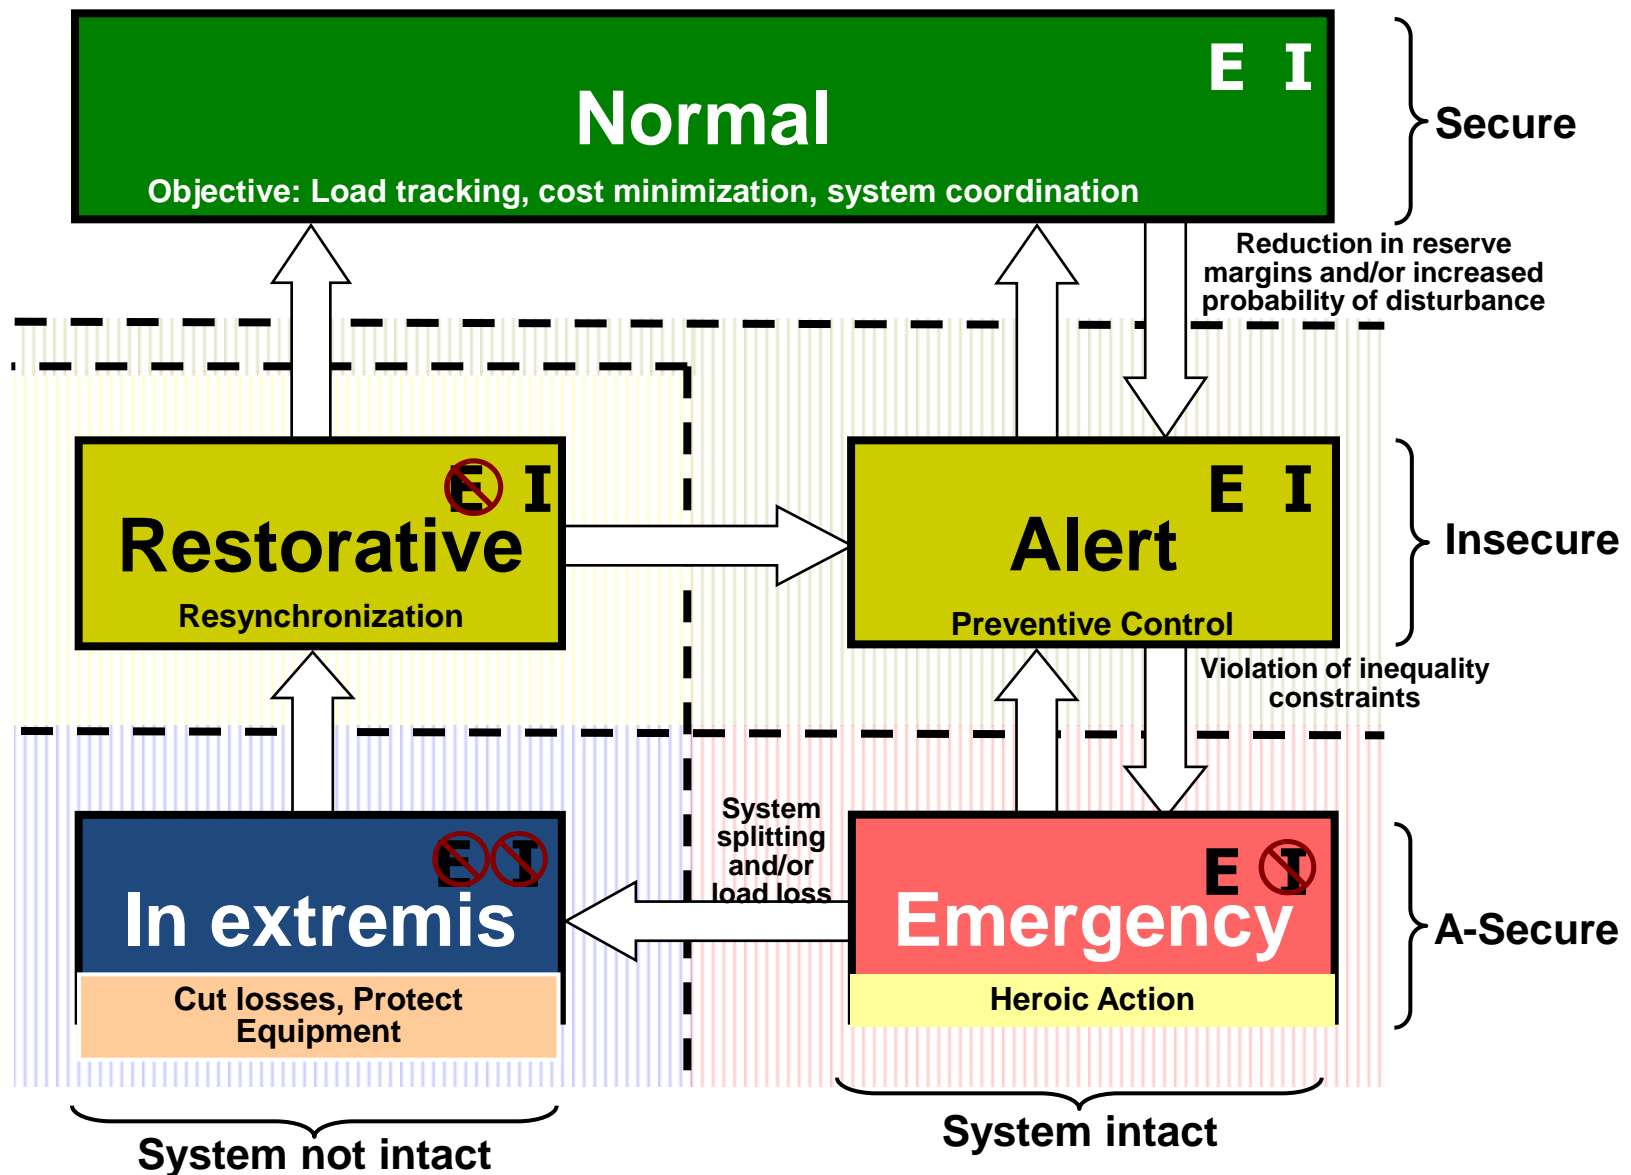 E I
Normal
Objective: Load tracking, cost minimization, system coordination
Secure
Reduction in reserve
margins and/or increased
probability of disturbance
E I
Restorative
Resynchronization
E I
Alert
Preventive Control
Insecure
Violation of inequality
constraints
System
splitting
and/or
load loss
E I
In extremis
Cut losses, Protect
Equipment
E I
Emergency
Heroic Action
A-Secure
System not intact
System intact